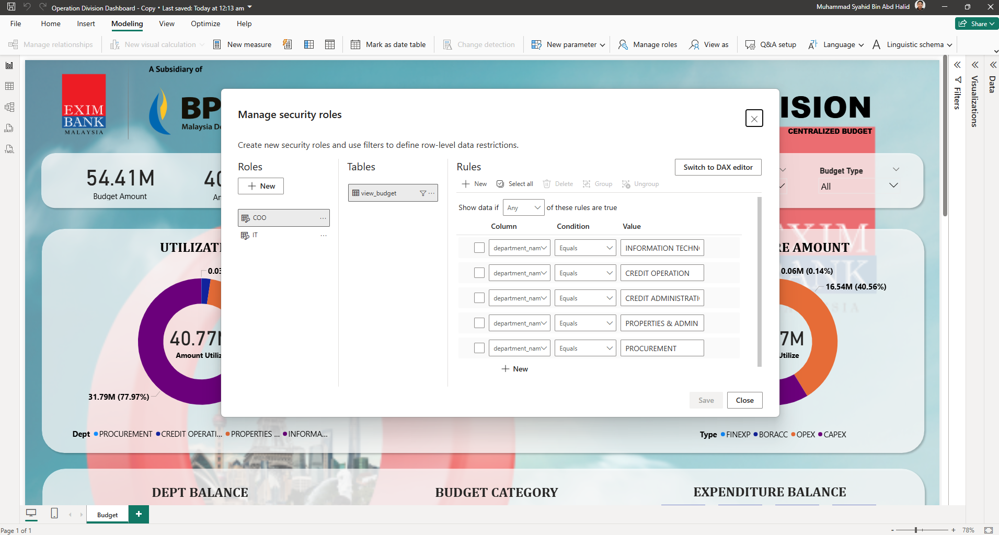 Operation Division Dashboard - Copy • Last saved: Today at 12:13 am
Muhammad Syahid Bin Abd Halid
File Home Insert Modeling View Optimize Help
Share
Manage relationships New visual calculation New measure Mark as date table Change detection New parameter Manage roles View as Q&A setup Language Linguistic schema
A Subsidiary of
EXIM
BANK
MALAYSIA
BP
Malaysia De
ISION
CENTRALIZED BUDGET
Filters
Visualizations
Data
DAX
TMDL
54.41M
Budget Amount
Budget Type
All
Manage security roles
Create new security roles and use filters to define row-level data restrictions.
Roles
New
COO
IT
Tables
view_budget
Rules
Switch to DAX editor
New Select all Delete Group Ungroup
Show data if Any of these rules are true
Column Condition Value
department_nam Equals INFORMATION TECHN
department_nam Equals CREDIT OPERATION
department_nam Equals CREDIT ADMINISTRATI
department_nam Equals PROPERTIES & ADMIN
department_nam Equals PROCUREMENT
New
Save Close
UTILIZATI
0.03
40.77
Amount Utiliz
31.79M (77.97%)
Dept PROCUREMENT CREDIT OPERATI... PROPERTIES ... INFORMA...
RE AMOUNT
EXIM
BANK
0.06M (0.14%)
16.54M (40.56%)
7M
Utilize
Type FINEXP BORACC OPEX CAPEX
DEPT BALANCE
BUDGET CATEGORY
EXPENDITURE BALANCE
Budget
Page 1 of 1
78%